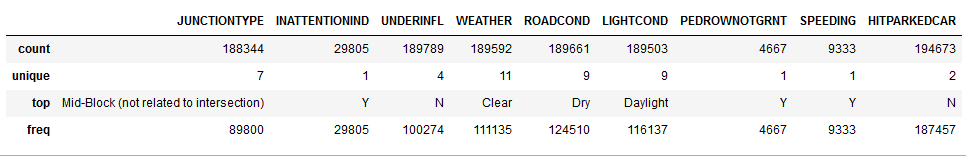 JUNCTIONTYPE INATTENTIONIND UNDERINFL WEATHER ROADCOND LIGHTCOND PEDROWNOTGRNT SPEEDING HITPARKEDCAR
count 188344 29805 189789 189592 189661 189503 4667 9333 194673
unique 7 1 4 11 9 9 1 1 2
top Mid-Block (not related to intersection) Y N Clear Dry Daylight Y Y N
freq 89800 29805 100274 111135 124510 116137 4667 9333 187457